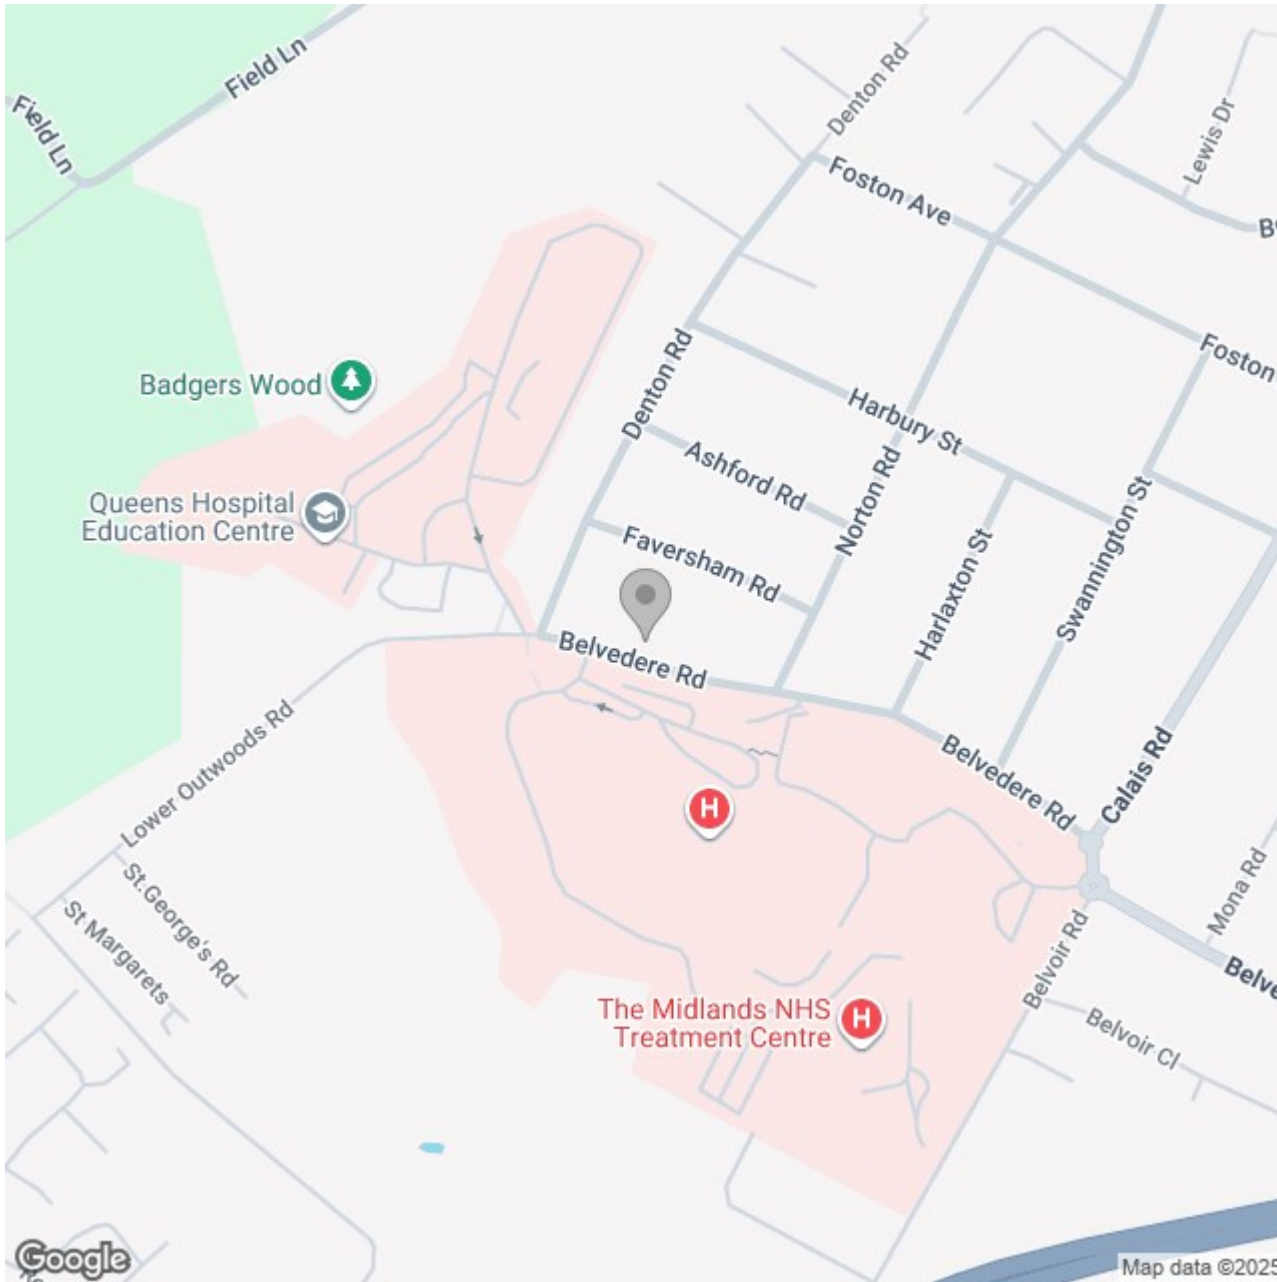 Field Ln
Field Ln
Denton Rd
Lewis Dr
Foston Ave
Foston
Badgers Wood
Denton Rd
Harbury St
Ashford Rd
Norton Rd
Queens Hospital
Education Centre
Faversham Rd
Harlaxton St
Swannington St
Belvedere Rd
Lower Outwoods Rd
Belvedere Rd
Calais Rd
H
St.George's Rd
St Margarets
Mona Rd
Belvoir Rd
Belve
The Midlands NHS
Treatment Centre
H
Belvoir Cl
Google
Map data ©2025